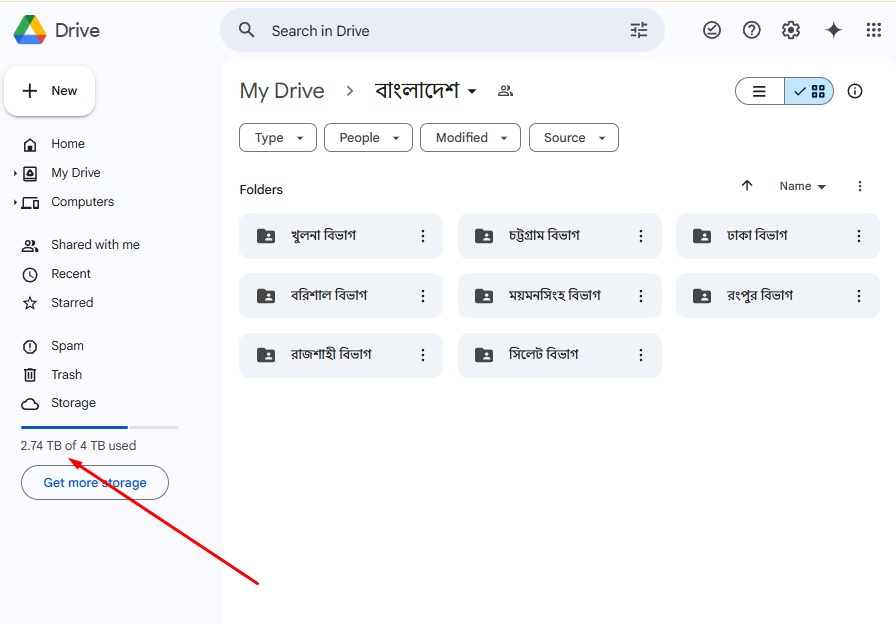 Drive
Search in Drive
New
My Drive > বাংলাদেশ
Type
People
Modified
Source
Home
My Drive
Computers
Shared with me
Recent
Starred
Spam
Trash
Storage
2.74 TB of 4 TB used
Get more storage
Folders
Name
খুলনা বিভাগ
চট্টগ্রাম বিভাগ
ঢাকা বিভাগ
বরিশাল বিভাগ
ময়মনসিংহ বিভাগ
রংপুর বিভাগ
রাজশাহী বিভাগ
সিলেট বিভাগ